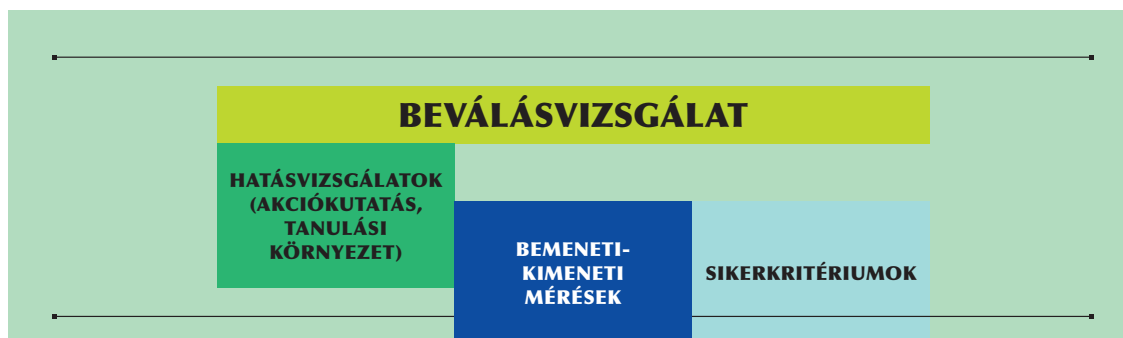 BEVÁLÁSVIZSGÁLAT
HATÁSVIZSGÁLATOK
(AKCIÓKUTATÁS,
TANULÁSI
KÖRNYEZET)
BEMENETI-
KIMENETI
MÉRÉSEK
SIKERKRITÉRIUMOK